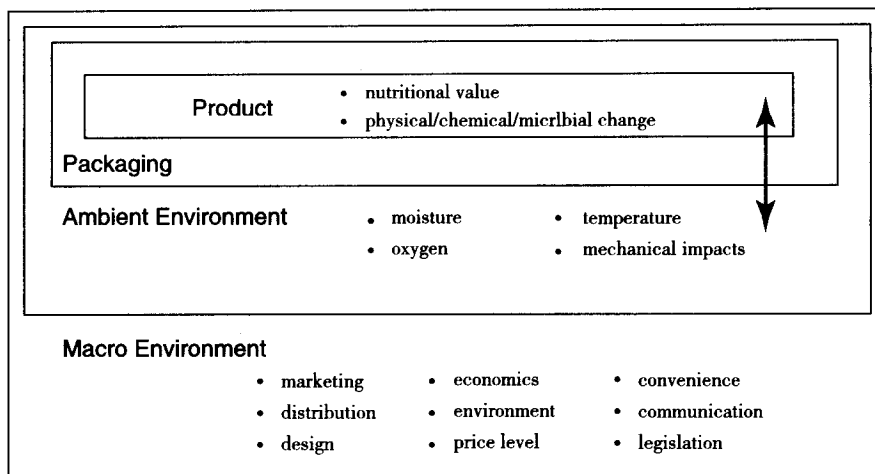 Product
• nutritional value
• physical/chemical/micrlbial change
Packaging
Ambient Environment
• moisture • temperature
• oxygen • mechanical impacts
Macro Environment
• marketing • economics • convenience
• distribution • environment • communication
• design • price level • legislation